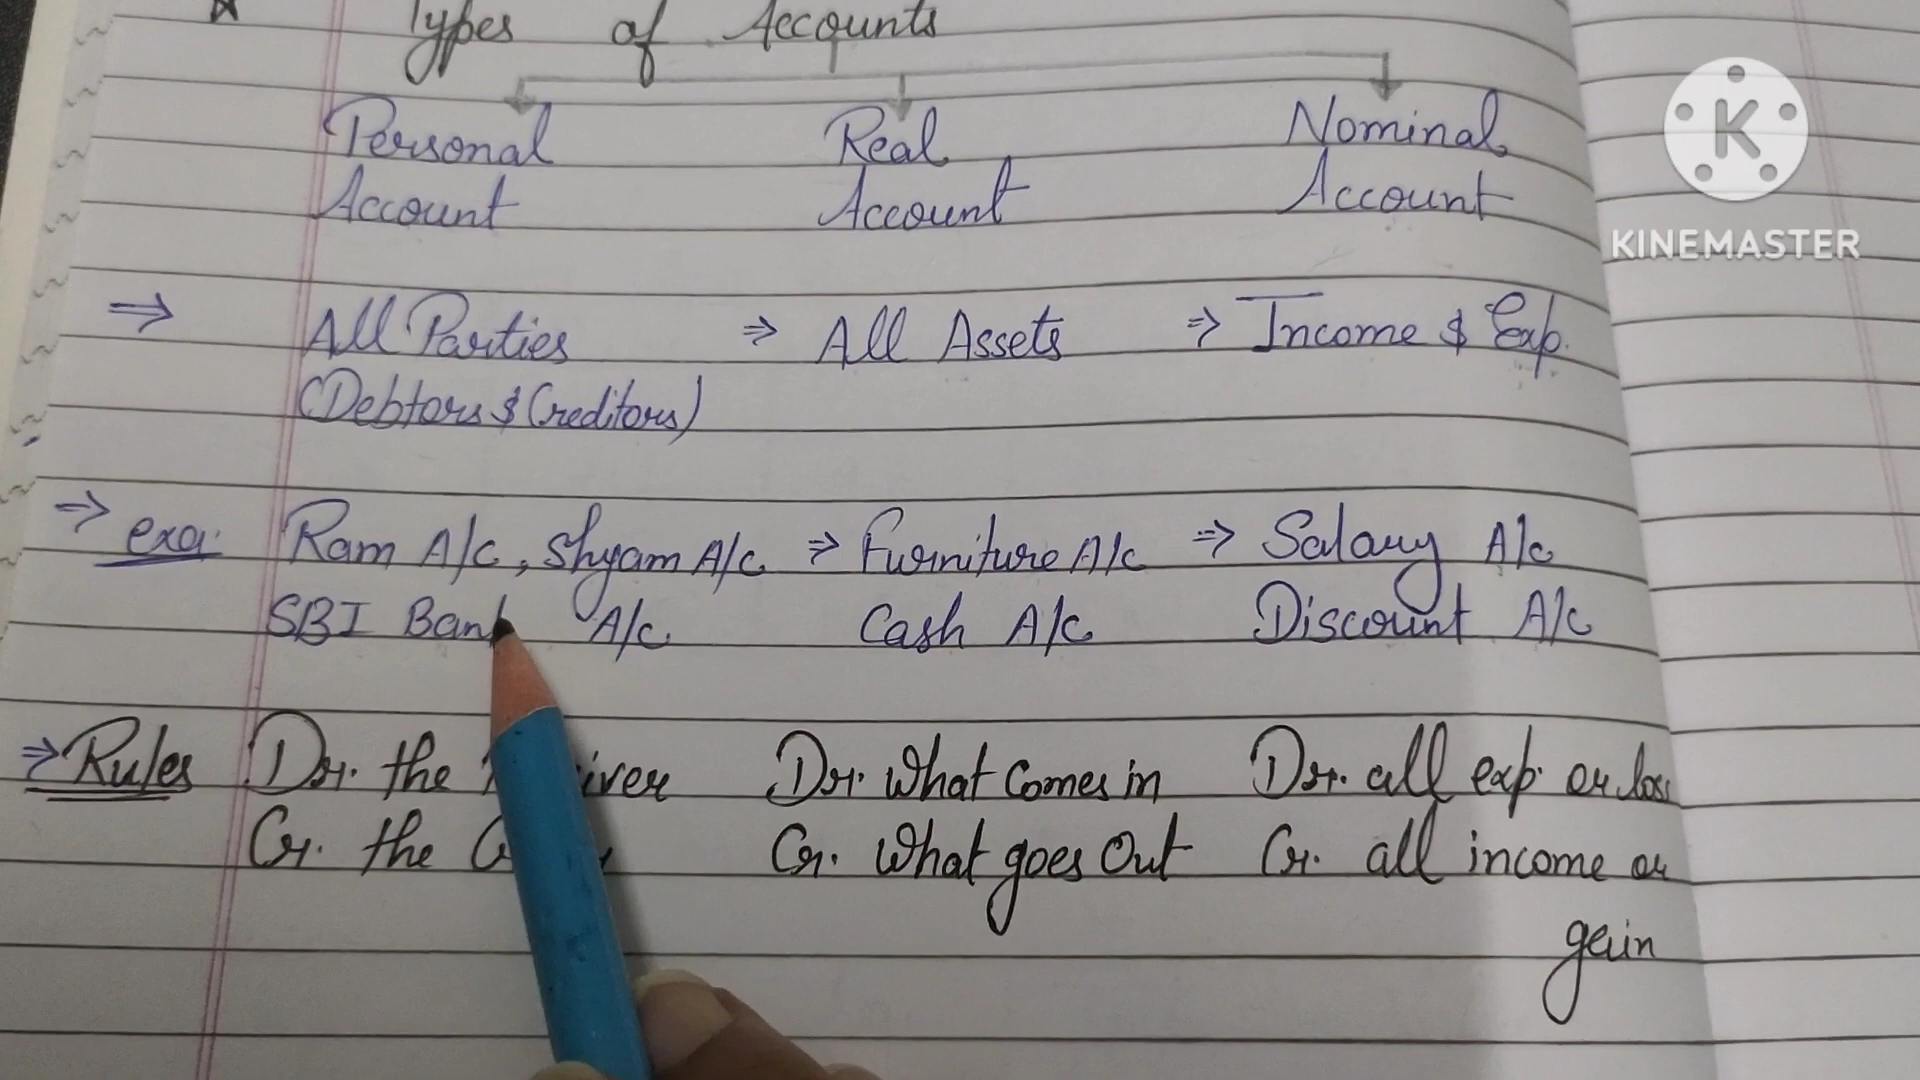 Types of Accounts
Personal Real Nominal
Account Account Account
KINEMASTER
⇒ All Parties ⇒ All Assets ⇒ Income & Exp.
(Debtors & Creditors)
⇒ exa: Ram A/c, Shyam A/c ⇒ Furniture A/c ⇒ Salary A/c
SBI Bank A/c Cash A/c Discount A/c
⇒ Rules Dr. the Dr. What Comes in Dr. all exp. or loss
Cr. the Cr. What goes Out Cr. all income or
gain